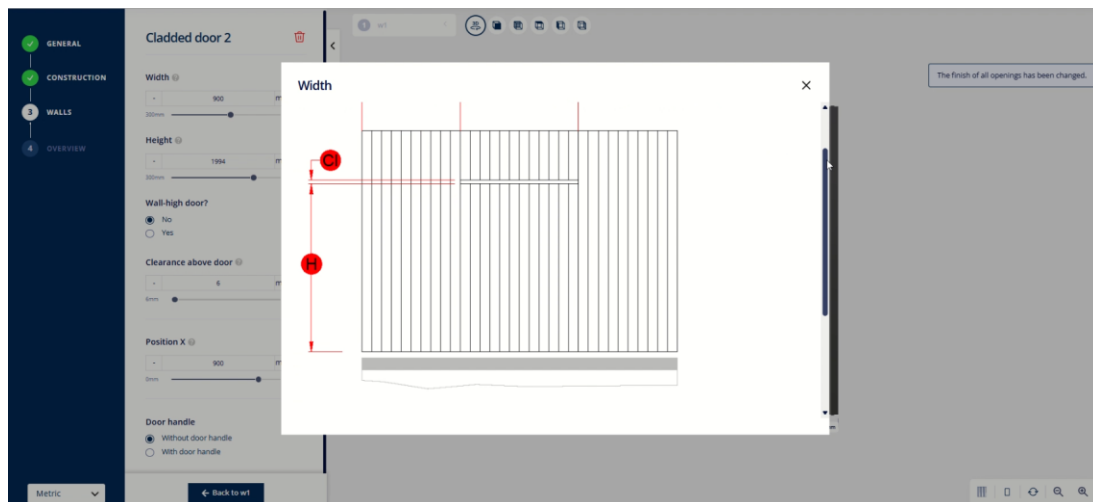 GENERAL
CONSTRUCTION
3 WALLS
4 OVERVIEW
Metric
Cladded door 2
Width
900
300mm
Height
1994
300mm
Wall-high door?
No
Yes
Clearance above door
6
6mm
Position X
900
0mm
Door handle
Without door handle
With door handle
Back to w1
w1
3D
The finish of all openings has been changed.
Width
Cl
H